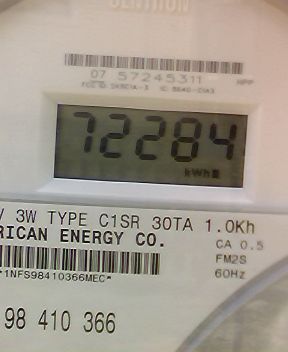 CENTRON
07 57245311
72284
kWh
V 3W TYPE C1SR 30TA 1.0Kh
RICAN ENERGY CO.
CA 0.5
FM2S
*1NFS98410366MEC*
60Hz
98 410 366